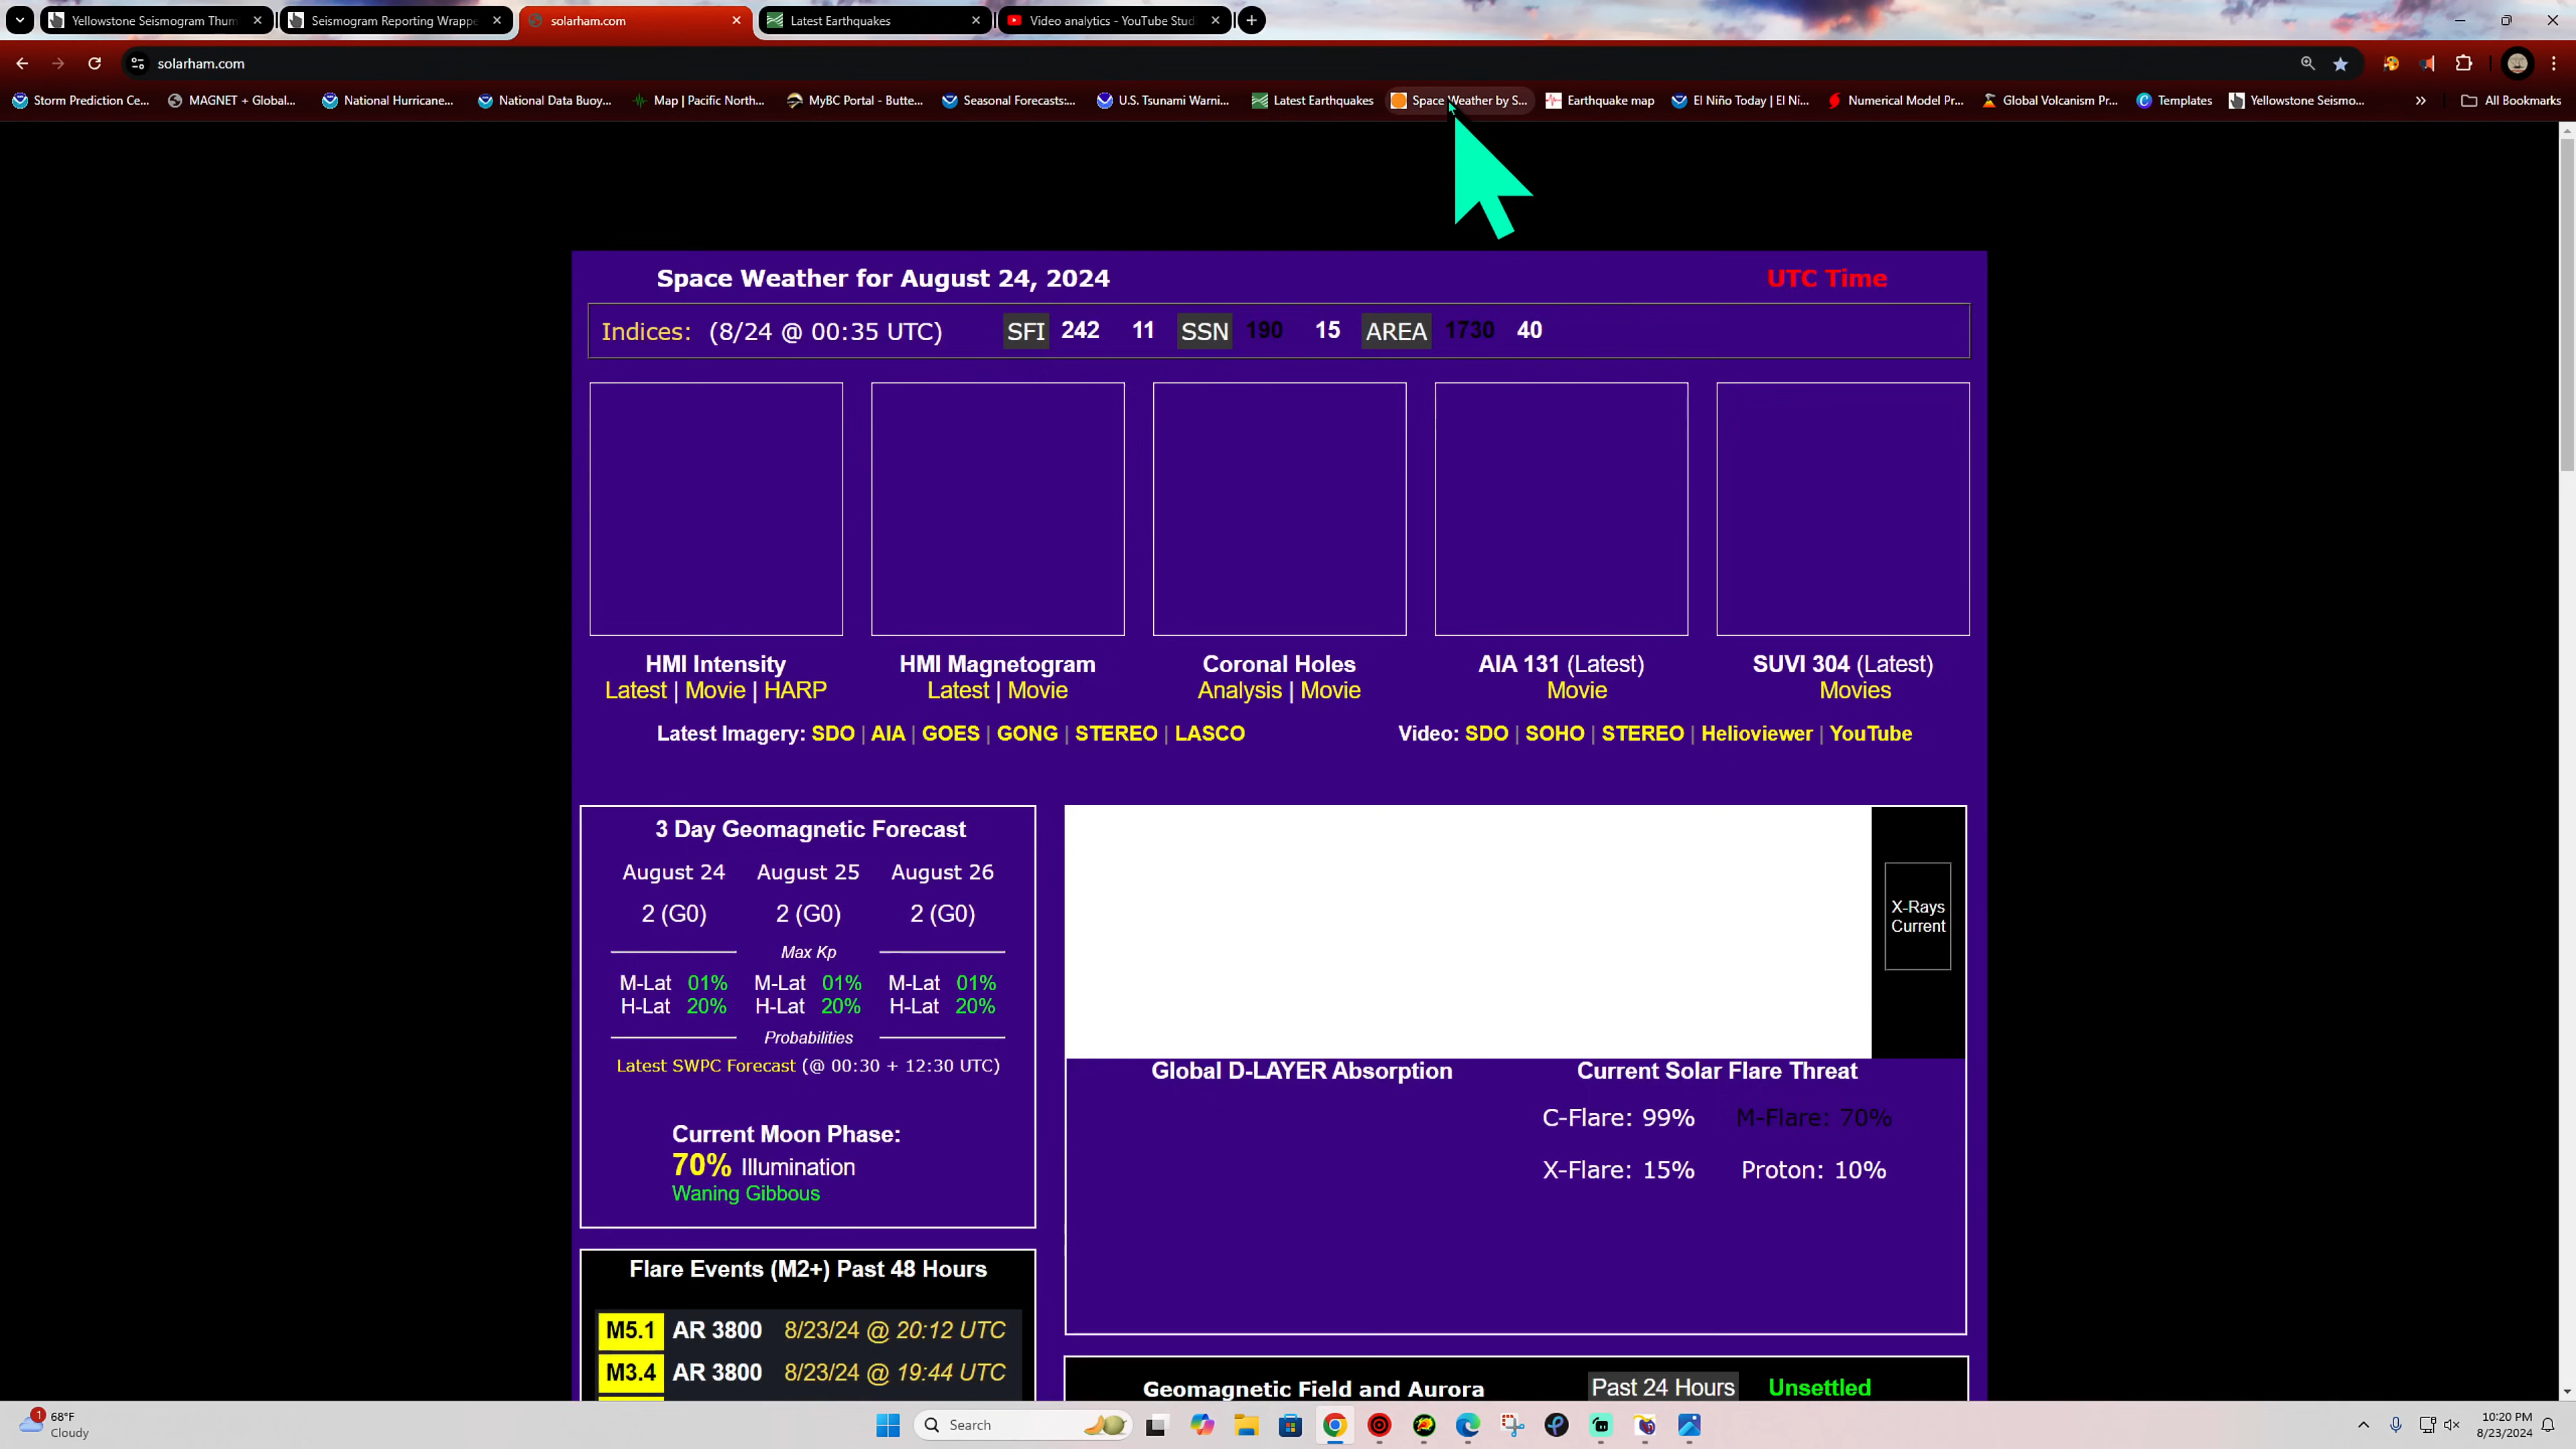 Yellowstone Seismogram Thum
Seismogram Reporting Wrappe
solarham.com
Latest Earthquakes
Video analytics - YouTube Stud
solarham.com
Storm Prediction Ce...
MAGNET + Global...
National Hurricane...
National Data Buoy...
Map | Pacific North...
MyBC Portal - Butte...
Seasonal Forecasts:...
U.S. Tsunami Warni...
Latest Earthquakes
Space Weather by S...
Earthquake map
El Niño Today | El Ni...
Numerical Model Pr...
Global Volcanism Pr...
Templates
Yellowstone Seismo...
»
All Bookmarks
Space Weather for August 24, 2024
UTC Time
Indices: (8/24 @ 00:35 UTC) SFI 242 11 SSN 190 15 AREA 1730 40
HMI Intensity
Latest | Movie | HARP
HMI Magnetogram
Latest | Movie
Coronal Holes
Analysis | Movie
AIA 131 (Latest)
Movie
SUVI 304 (Latest)
Movies
Latest Imagery: SDO | AIA | GOES | GONG | STEREO | LASCO
Video: SDO | SOHO | STEREO | Helioviewer | YouTube
3 Day Geomagnetic Forecast
August 24 August 25 August 26
2 (G0) 2 (G0) 2 (G0)
Max Kp
M-Lat 01% M-Lat 01% M-Lat 01%
H-Lat 20% H-Lat 20% H-Lat 20%
Probabilities
Latest SWPC Forecast (@ 00:30 + 12:30 UTC)
Current Moon Phase:
70% Illumination
Waning Gibbous
X-Rays
Current
Global D-LAYER Absorption
Current Solar Flare Threat
C-Flare: 99% M-Flare: 70%
X-Flare: 15% Proton: 10%
Flare Events (M2+) Past 48 Hours
M5.1 AR 3800 8/23/24 @ 20:12 UTC
M3.4 AR 3800 8/23/24 @ 19:44 UTC
Geomagnetic Field and Aurora
Past 24 Hours
Unsettled
1
68°F
Cloudy
Search
10:20 PM
8/23/2024